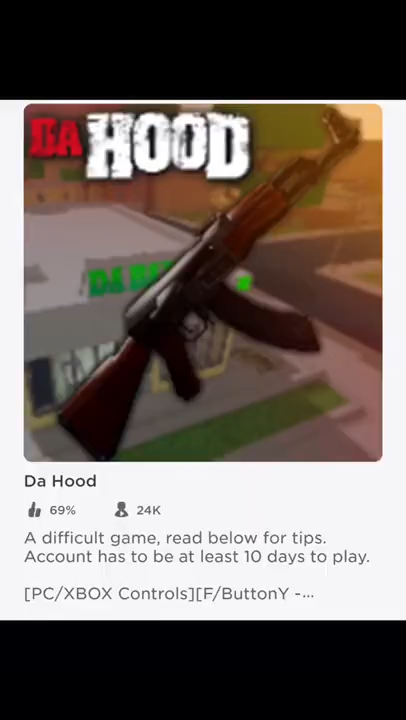 DA HOOD
Da Hood
69% 24K
A difficult game, read below for tips.
Account has to be at least 10 days to play.
[PC/XBOX Controls][F/ButtonY -...